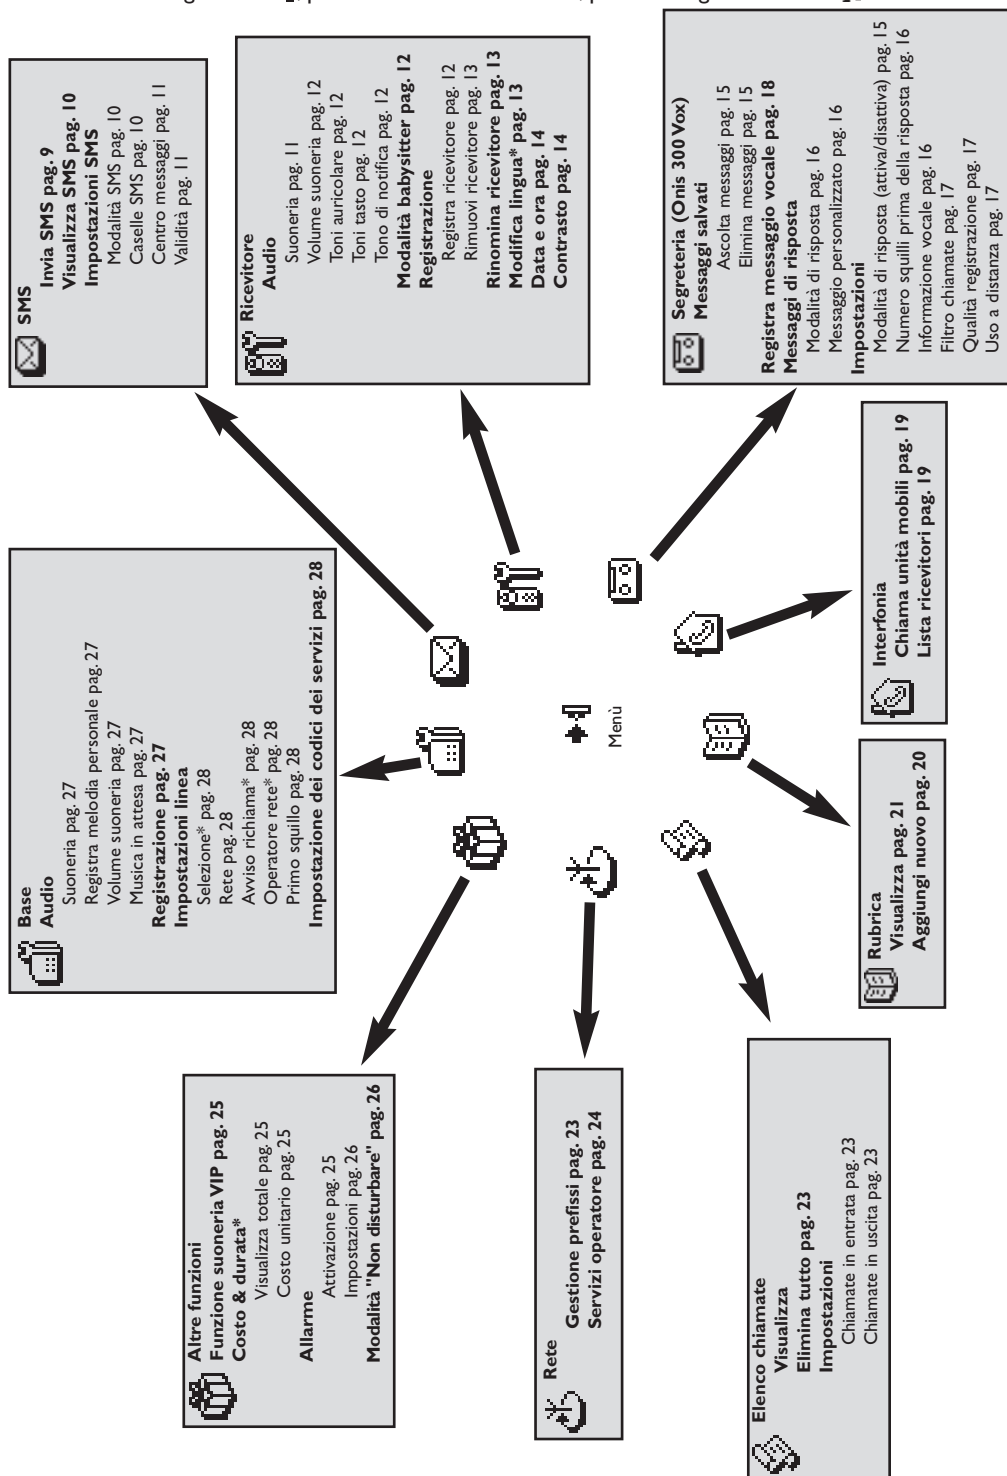 Base
Audio
Suoneria pag. 27
Registra melodia personale pag. 27
Volume suoneria pag. 27
Musica in attesa pag. 27
Registrazione pag. 27
Impostazioni linea
Selezione* pag. 28
Rete pag. 28
Avviso richiama* pag. 28
Operatore rete* pag. 28
Primo squillo pag. 28
Impostazione dei codici dei servizi pag. 28
SMS
Invia SMS pag. 9
Visualizza SMS pag. 10
Impostazioni SMS
Modalità SMS pag. 10
Caselle SMS pag. 10
Centro messaggi pag. 11
Validità pag. 11
Altre funzioni
Funzione suoneria VIP pag. 25
Costo & durata*
Visualizza totale pag. 25
Costo unitario pag. 25
Allarme
Attivazione pag. 25
Impostazioni pag. 26
Modalità "Non disturbare" pag. 26
Ricevitore
Audio
Suoneria pag. 11
Volume suoneria pag. 12
Toni auricolare pag. 12
Toni tasto pag. 12
Tono di notifica pag. 12
Modalità babysitter pag. 12
Registrazione
Registra ricevitore pag. 12
Rimuovi ricevitore pag. 13
Rinomina ricevitore pag. 13
Modifica lingua* pag. 13
Data e ora pag. 14
Contrasto pag. 14
Rete
Gestione prefissi pag. 23
Servizi operatore pag. 24
Menù
Segreteria (Onis 300 Vox)
Messaggi salvati
Ascolta messaggi pag. 15
Elimina messaggi pag. 15
Registra messaggio vocale pag. 18
Messaggi di risposta
Modalità di risposta pag. 16
Messaggio personalizzato pag. 16
Impostazioni
Modalità di risposta (attiva/disattiva) pag. 15
Numero squilli prima della risposta pag. 16
Informazione vocale pag. 16
Filtro chiamate pag. 17
Qualità registrazione pag. 17
Uso a distanza pag. 17
Elenco chiamate
Visualizza
Elimina tutto pag. 23
Impostazioni
Chiamate in entrata pag. 23
Chiamate in uscita pag. 23
Rubrica
Visualizza pag. 21
Aggiungi nuovo pag. 20
Interfonia
Chiama unità mobili pag. 19
Lista ricevitori pag. 19